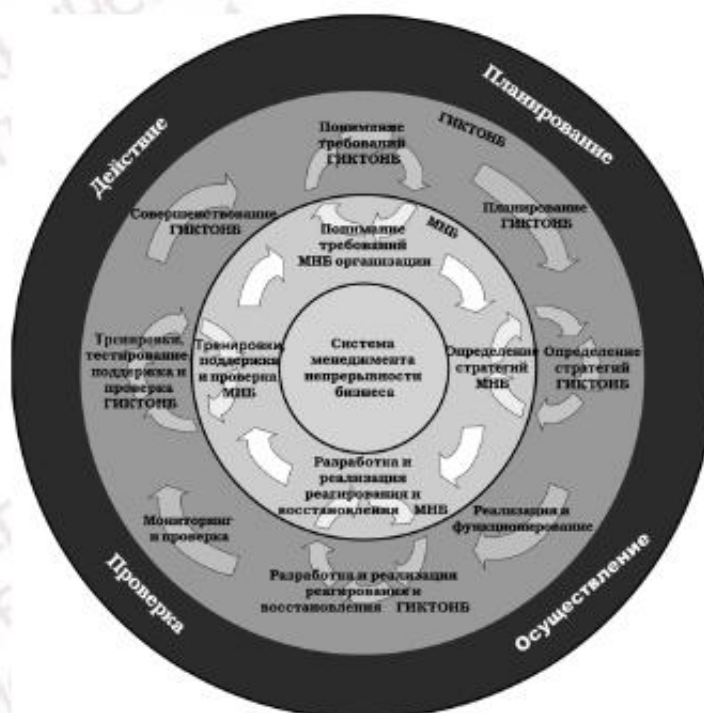 Планирование
Действие
Понимание
требований
ГИКТОНБ
ГИКТОНБ
Совершенствование
ГИКТОНБ
Планирование
ГИКТОНБ
МНБ
Понимание
требований
МНБ организации
Тренировки,
тестирование
поддержка и
проверка
ГИКТОНБ
Тренировки,
поддержка
и проверка
МНБ
Система
менеджмента
непрерывности
бизнеса
Определение
стратегий
МНБ
Определение
стратегий
ГИКТОНБ
Разработка и
реализация
реагирования и
восстановления МНБ
Мониторинг
и проверка
Реализация и
функционирование
Разработка и реализация
реагирования и
восстановления ГИКТОНБ
Проверка
Осуществление